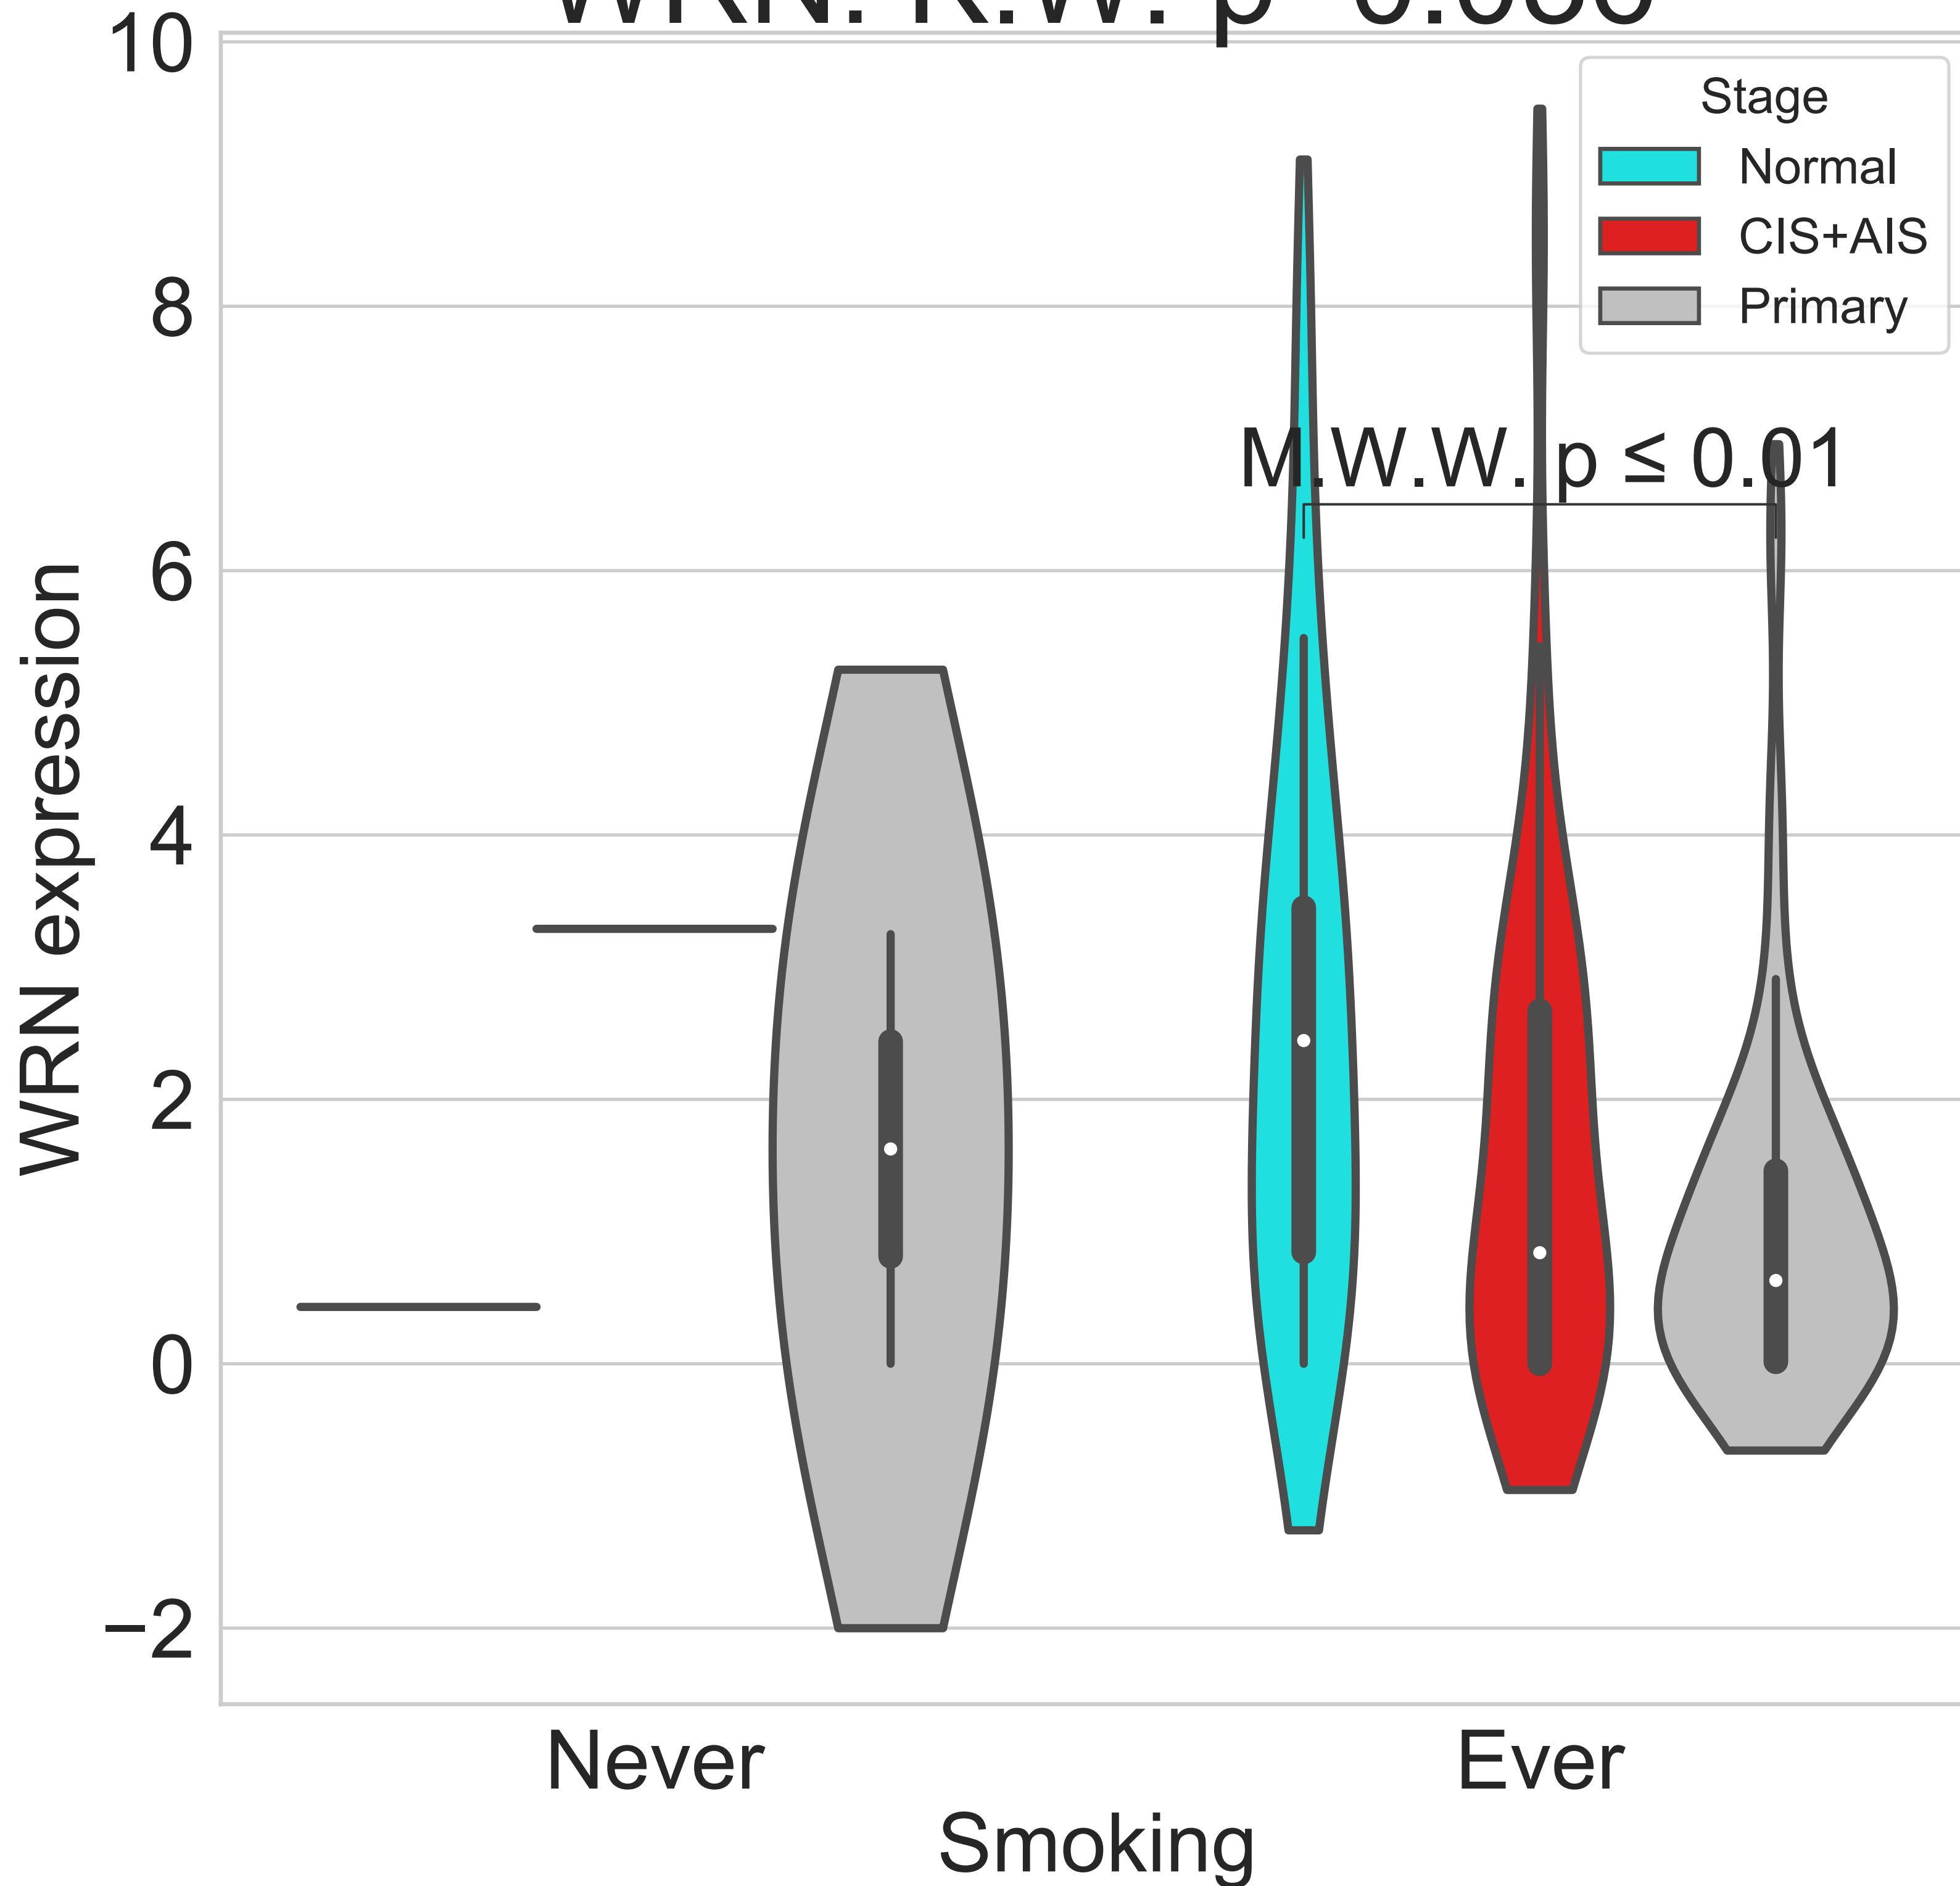 WRN: K.W. p
10
8
6
4
2
0
−2
WRN expression
Stage
Normal
CIS+AIS
Primary
M.W.W. p ≤ 0.01
Never
Ever
Smoking